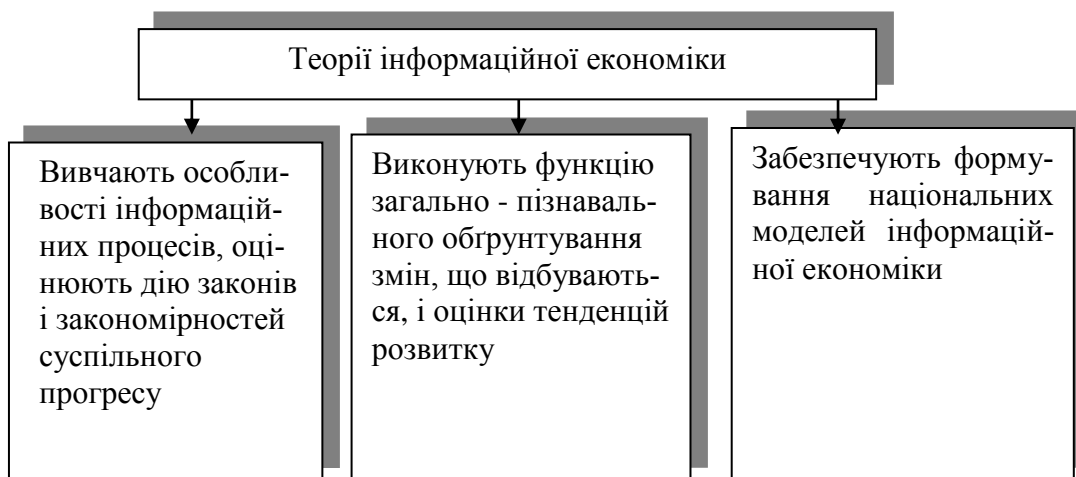 Теорії інформаційної економіки
Вивчають особли-
вості інформацій-
них процесів, оці-
нюють дію законів
і закономірностей
суспільного
прогресу
Виконують функцію
загально - пізнаваль-
ного обґрунтування
змін, що відбувають-
ся, і оцінки тенденцій
розвитку
Забезпечують форму-
вання національних
моделей інформацій-
ної економіки